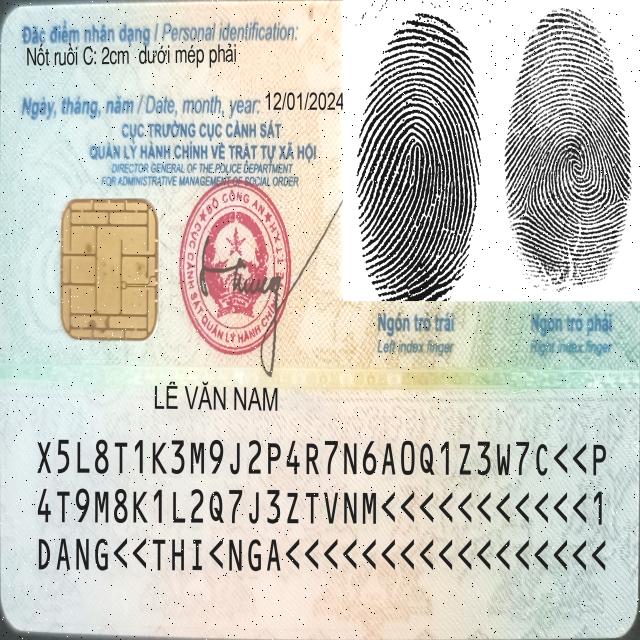 Đặc điểm nhân dạng / Personal identification:
Nốt ruồi C: 2cm dưới mép phải
Ngày, tháng, năm / Date, month, year: 12/01/2024
CỤC TRƯỞNG CỤC CẢNH SÁT
QUẢN LÝ HÀNH CHÍNH VỀ TRẬT TỰ XÃ HỘI
DIRECTOR GENERAL OF THE POLICE DEPARTMENT
FOR ADMINISTRATIVE MANAGEMENT OF SOCIAL ORDER
BỘ CÔNG AN
CỤC CẢNH SÁT QUẢN LÝ HÀNH CHÍNH
Ngón trỏ trái
Left index finger
Ngón trỏ phải
Right index finger
LÊ VĂN NAM
X5L8T1K3M9J2P4R7N6A0Q1Z3W7C<<P
4T9M8K1L2Q7J3ZTVNM<<<<<<<<<<<1
DANG<<THI<NGA<<<<<<<<<<<<<<<<<